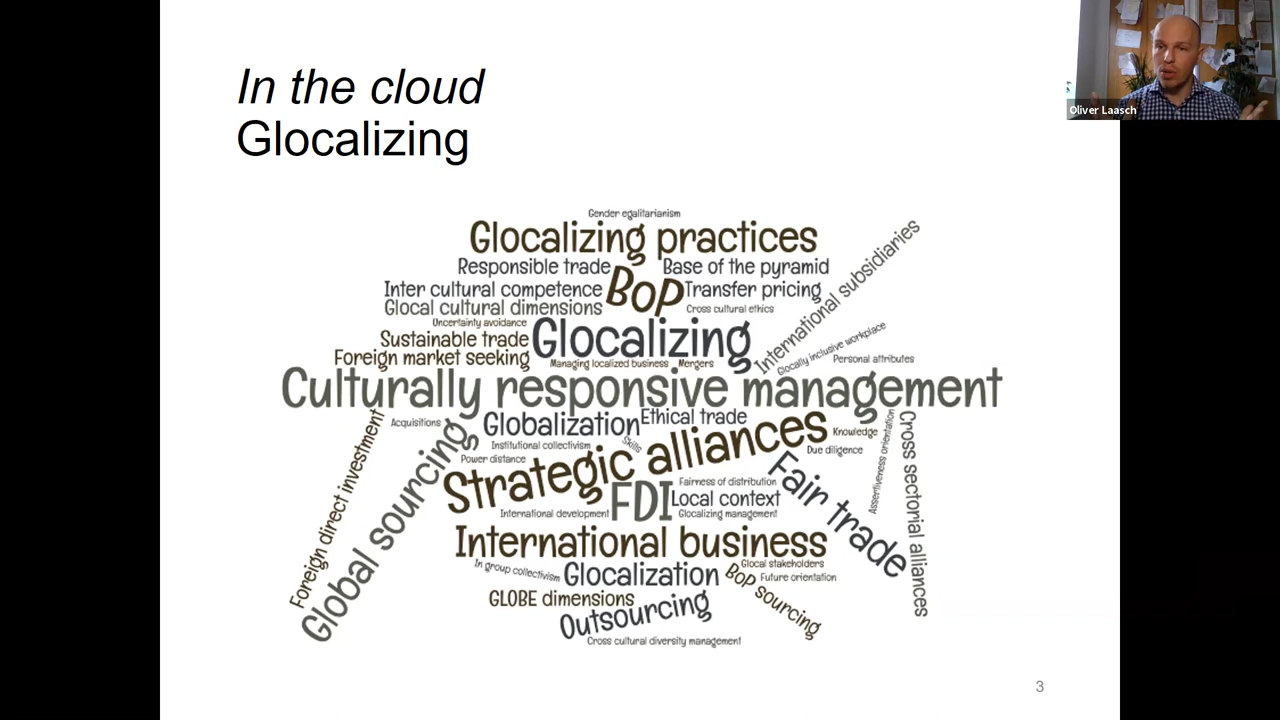 In the cloud
Glocalizing
Oliver Laasch
Gender egalitarianism
Glocalizing practices
International subsidiaries
Responsible trade
BoP
Base of the pyramid
Inter cultural competence
Transfer pricing
Glocal cultural dimensions
Cross cultural ethics
Uncertainty avoidance
Glocalizing
Sustainable trade
Glocally inclusive workplace
Foreign market seeking
Managing localized business
Mergers
Personal attributes
Culturally responsive management
Foreign direct investment
Acquisitions
Global sourcing
Globalization
Ethical trade
Strategic alliances
Knowledge
Assertiveness orientation
Cross sectorial alliances
Institutional collectivism
Skills
Due diligence
Power distance
Fair trade
FDI
Fairness of distribution
Local context
International development
Glocalizing management
International business
In group collectivism
Glocalization
BoP sourcing
Glocal stakeholders
Future orientation
GLOBE dimensions
Outsourcing
Cross cultural diversity management
3